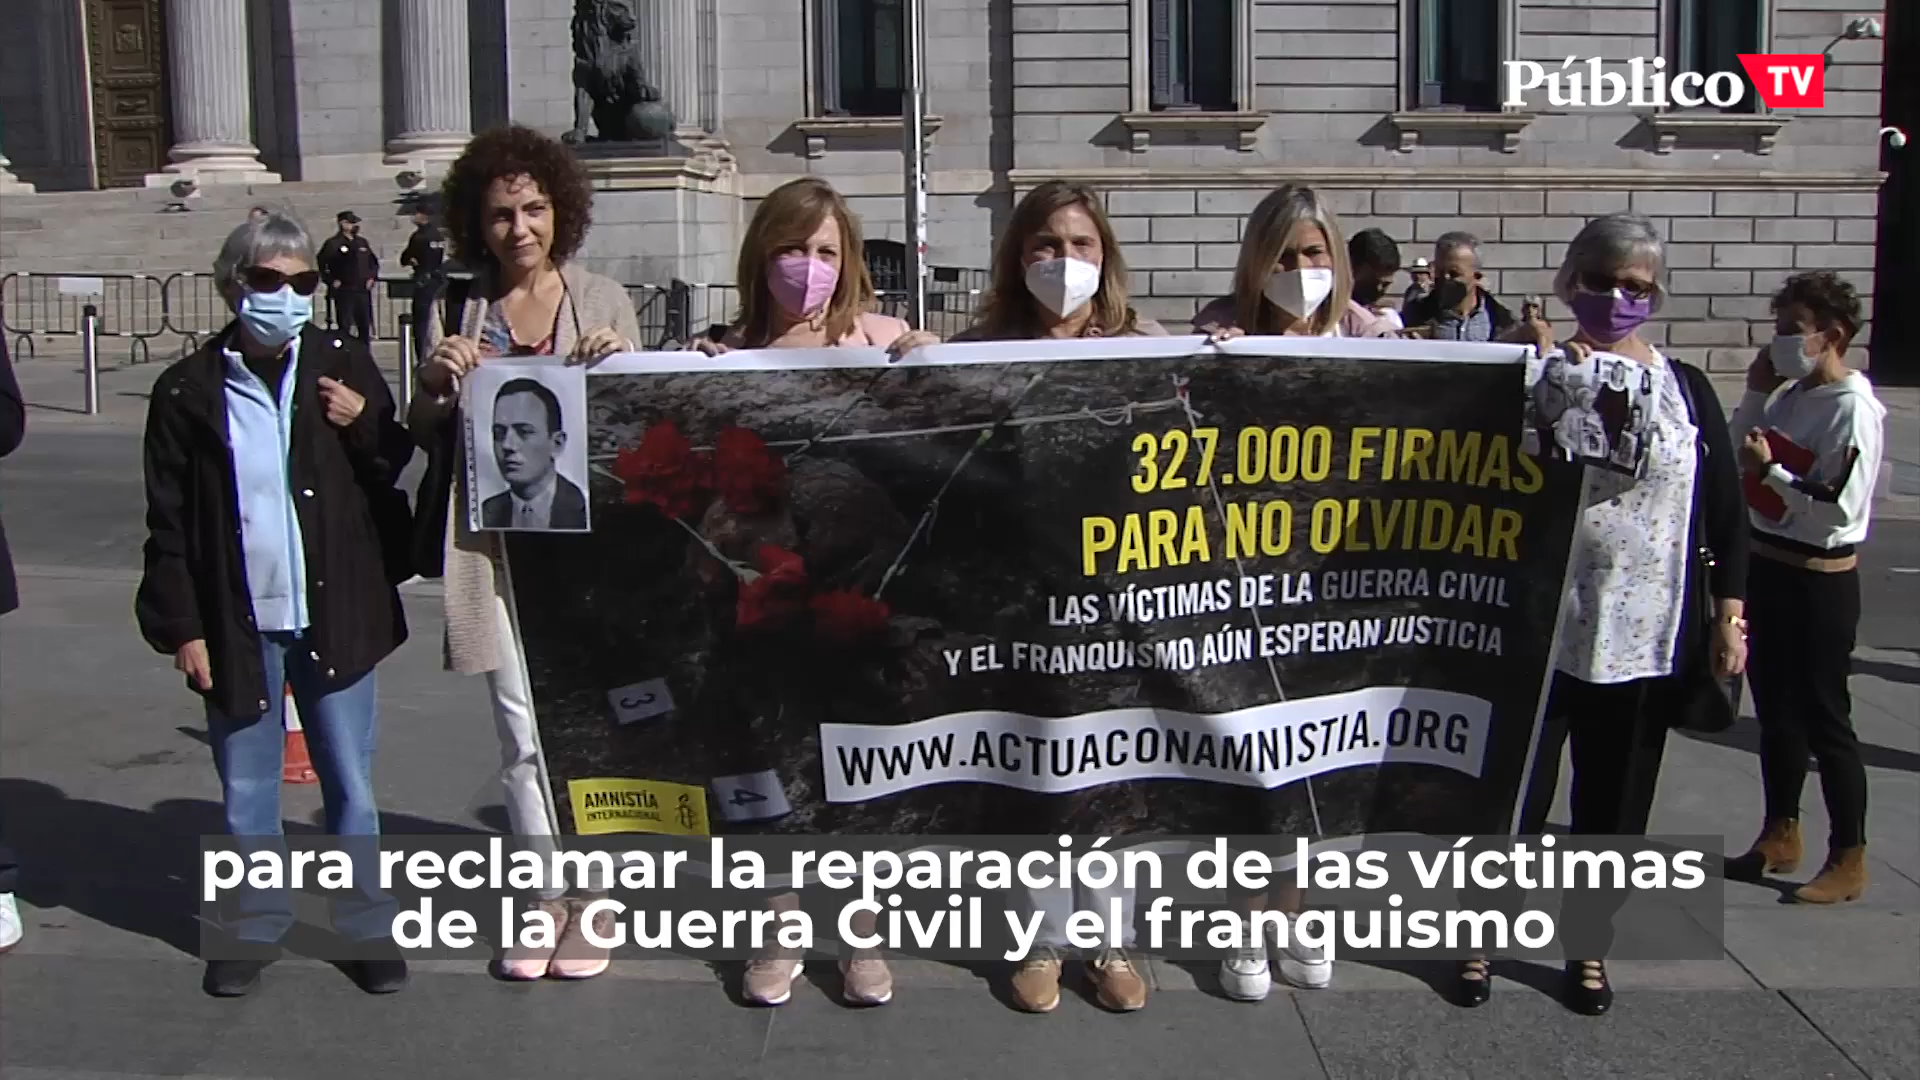 Público TV
327.000 FIRMAS
PARA NO OLVIDAR
LAS VÍCTIMAS DE LA GUERRA CIVIL
Y EL FRANQUISMO AÚN ESPERAN JUSTICIA
WWW.ACTUACONAMNISTIA.ORG
3
4
AMNISTÍA
INTERNACIONAL
para reclamar la reparación de las víctimas
de la Guerra Civil y el franquismo